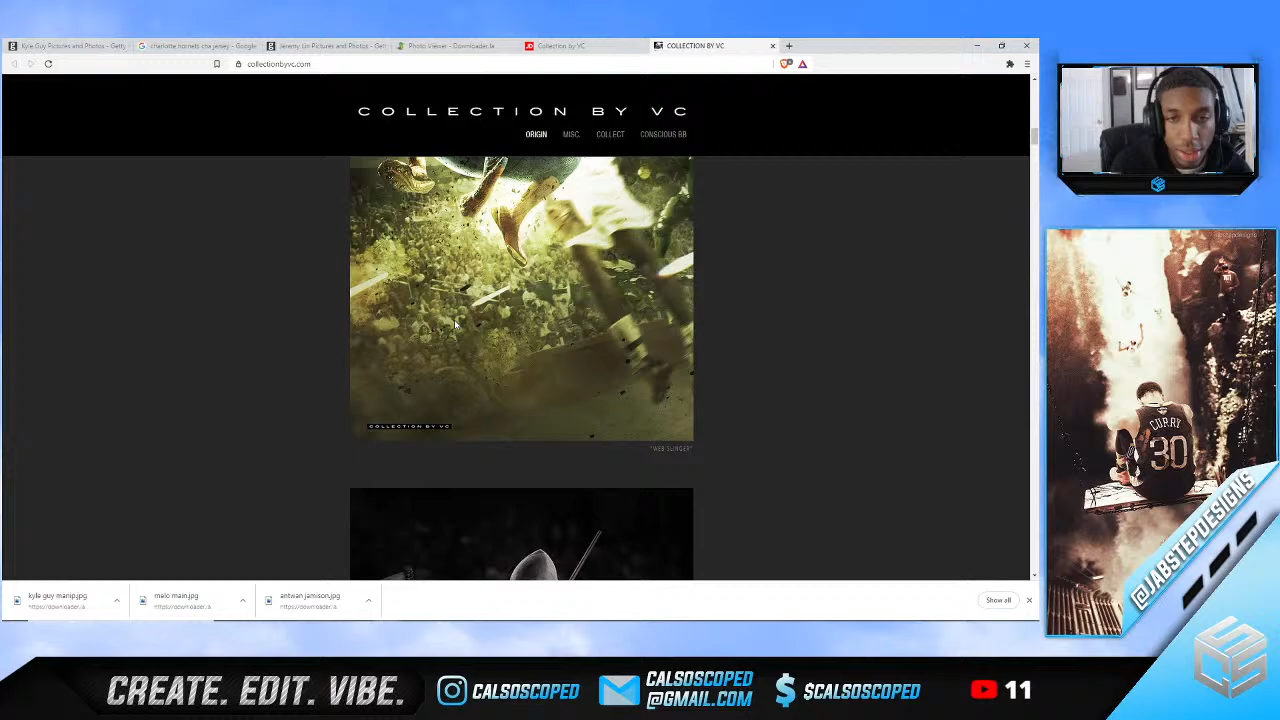 Kyle Guy Pictures and Photos - Getty
charlotte hornets cha jersey - Google
Jeremy Lin Pictures and Photos - Gett
Photo Viewer - Downloader.la
JD Collection by VC
COLLECTION BY VC
collectionbyvc.com
COLLECTION BY VC
ORIGIN MISC. COLLECT CONSCIOUS BB
COLLECTION BY VC
"WEB SLINGER"
kyle guy manip.jpg
https://downloader.la
melo main.jpg
https://downloader.la
antwan jamison.jpg
https://downloader.la
Show all
CURRY
30
@JABSTEPDESIGNS
CREATE. EDIT. VIBE.
CALSOSCOPED
CALSOSCOPED
@GMAIL.COM
$CALSOSCOPED
11